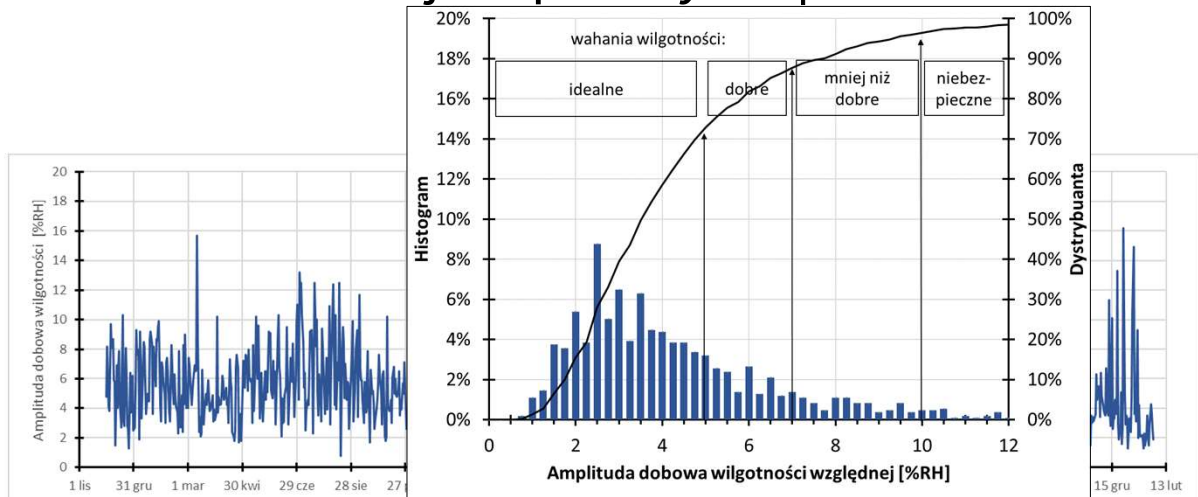 20%
18%
16%
14%
12%
10%
8%
6%
4%
2%
0%
Histogram
wahania wilgotności:
idealne
dobre
mniej niż
dobre
niebez-
pieczne
100%
90%
80%
70%
60%
50%
40%
30%
20%
10%
0%
Dystrybuanta
0 2 4 6 8 10 12
Amplituda dobowa wilgotności względnej [%RH]
20
18
16
14
12
10
8
6
4
2
0
Amplituda dobowa wilgotności [%RH]
1 lis 31 gru 1 mar 30 kwi 29 cze 28 sie 27 15 gru 13 lut